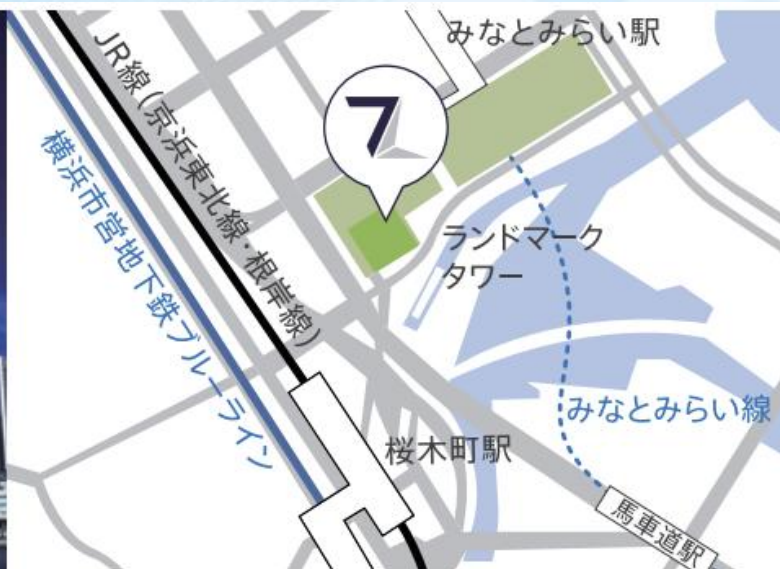 みなとみらい駅
JR線(京浜東北線・根岸線)
横浜市営地下鉄ブルーライン
7
ランドマーク
タワー
みなとみらい線
桜木町駅
馬車道駅